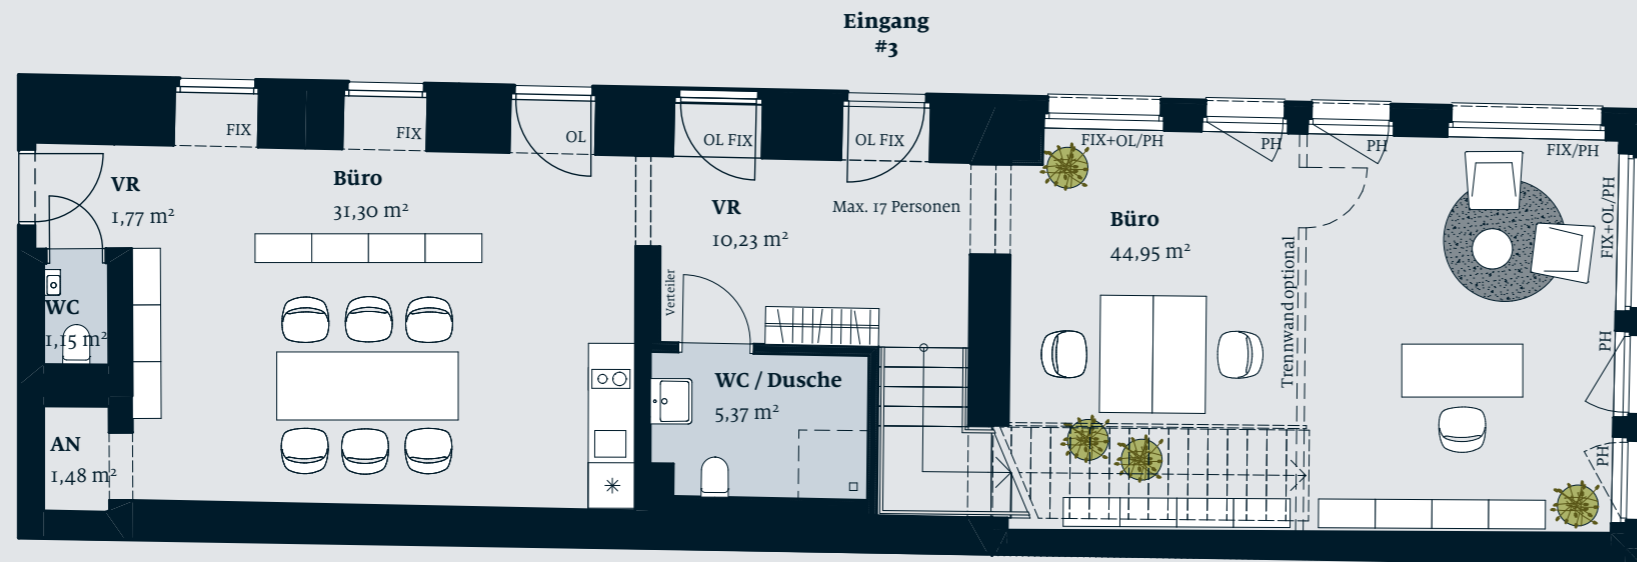 Eingang
#3
FIX
FIX
OL
OL FIX
OL FIX
FIX+OL/PH
PH
PH
FIX/PH
FIX+OL/PH
VR
1,77 m²
Büro
31,30 m²
VR
10,23 m²
Max. 17 Personen
Büro
44,95 m²
Trennwand optional
Verteiler
WC
1,15 m²
WC / Dusche
5,37 m²
PH
AN
1,48 m²
PH